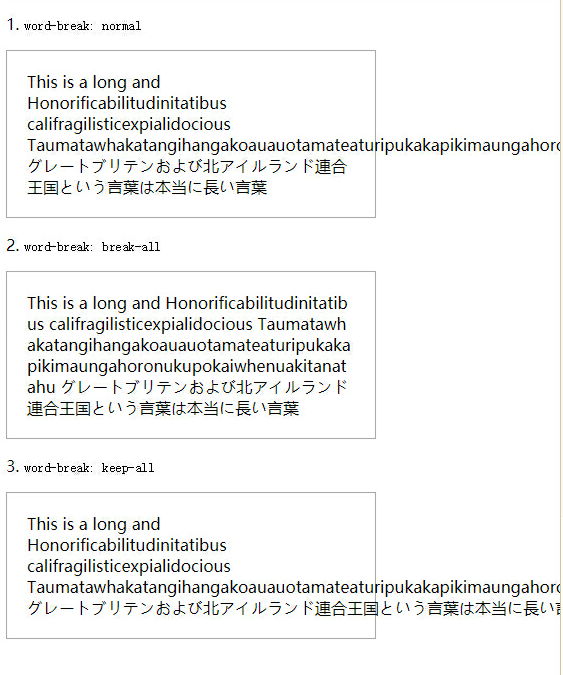 1. word-break: normal
This is a long and
Honorificabilitudinitatibus
califragilisticexpialidocious
Taumatawhakatangihangakoauauotamateaturipukakapikimaungahoro
グレートブリテンおよび北アイルランド連合
王国という言葉は本当に長い言葉
2. word-break: break-all
This is a long and Honorificabilitudinitatib
us califragilisticexpialidocious Taumatawh
akatangihangakoauauotamateaturipukaka
pikimaungahoronukupokaiwhenuakitanat
ahu グレートブリテンおよび北アイルランド
連合王国という言葉は本当に長い言葉
3. word-break: keep-all
This is a long and
Honorificabilitudinitatibus
califragilisticexpialidocious
Taumatawhakatangihangakoauauotamateaturipukakapikimaungahoro
グレートブリテンおよび北アイルランド連合王国という言葉は本当に長い